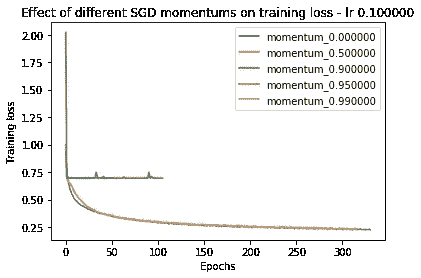 Effect of different SGD momentums on training loss - lr 0.100000
momentum_0.000000
momentum_0.500000
momentum_0.900000
momentum_0.950000
momentum_0.990000
2.00
1.75
1.50
1.25
1.00
0.75
0.50
0.25
Training loss
0 50 100 150 200 250 300
Epochs